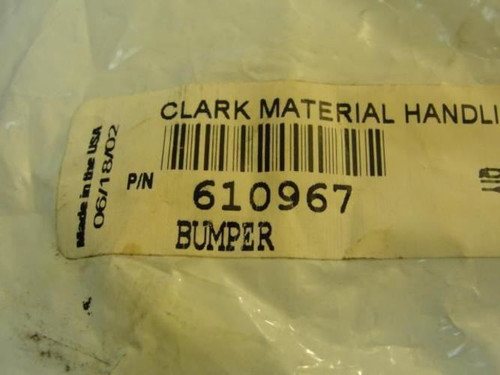 CLARK MATERIAL HANDLI
Made in the USA
06/18/02
P/N 610967
BUMPER